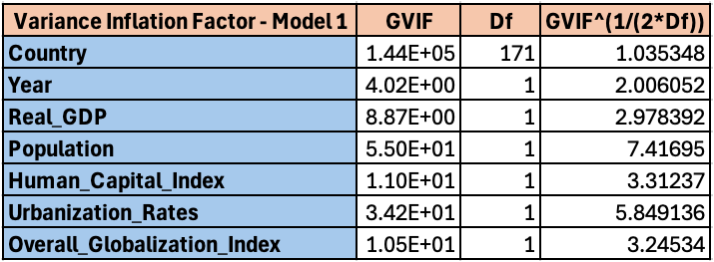 Variance Inflation Factor - Model 1 GVIF Df GVIF^(1/(2*Df))
Country 1.44E+05 171 1.035348
Year 4.02E+00 1 2.006052
Real_GDP 8.87E+00 1 2.978392
Population 5.50E+01 1 7.41695
Human_Capital_Index 1.10E+01 1 3.31237
Urbanization_Rates 3.42E+01 1 5.849136
Overall_Globalization_Index 1.05E+01 1 3.24534